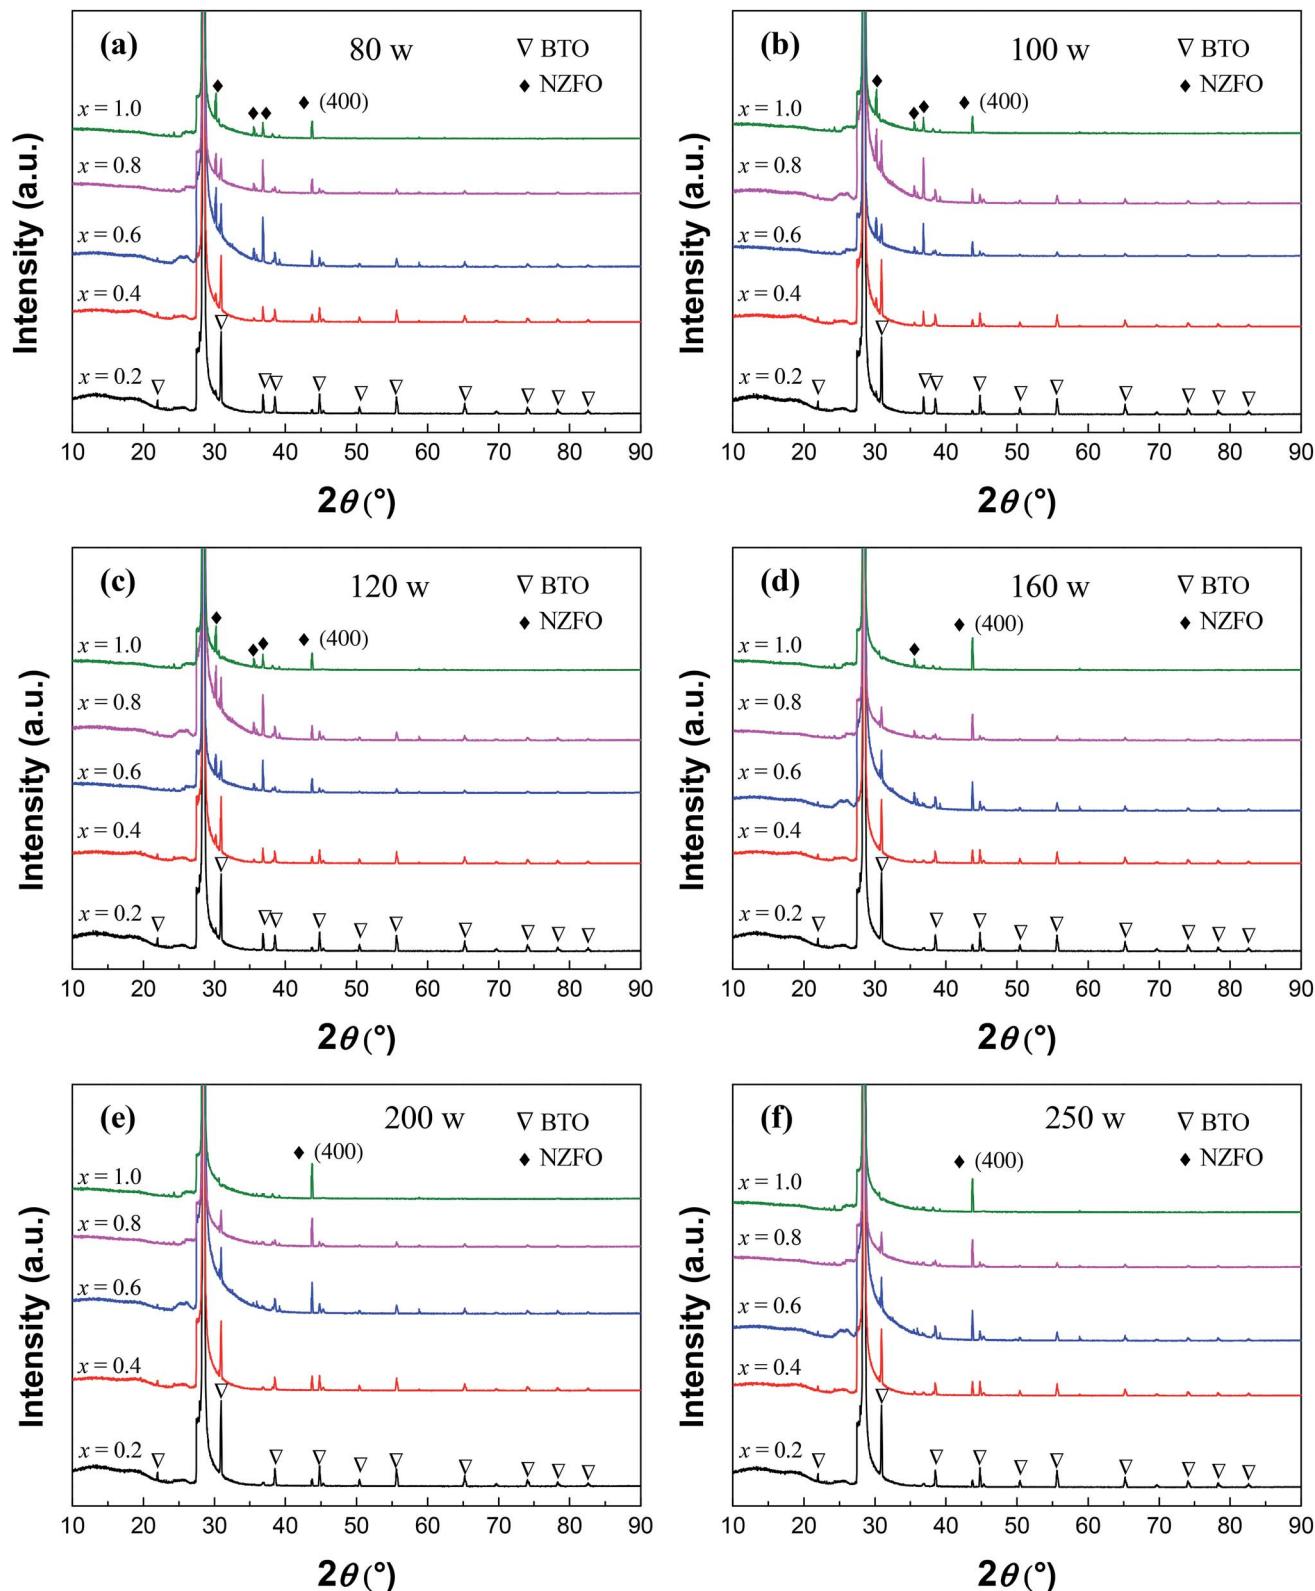 (a)
80 w
∇ BTO
♦ NZFO
♦ (400)
x = 1.0
x = 0.8
x = 0.6
x = 0.4
x = 0.2
Intensity (a.u.)
10 20 30 40 50 60 70 80 90
2θ (°)
(b)
100 w
∇ BTO
♦ NZFO
♦ (400)
x = 1.0
x = 0.8
x = 0.6
x = 0.4
x = 0.2
Intensity (a.u.)
10 20 30 40 50 60 70 80 90
2θ (°)
(c)
120 w
∇ BTO
♦ NZFO
♦ (400)
x = 1.0
x = 0.8
x = 0.6
x = 0.4
x = 0.2
Intensity (a.u.)
10 20 30 40 50 60 70 80 90
2θ (°)
(d)
160 w
∇ BTO
♦ NZFO
♦ (400)
x = 1.0
x = 0.8
x = 0.6
x = 0.4
x = 0.2
Intensity (a.u.)
10 20 30 40 50 60 70 80 90
2θ (°)
(e)
200 w
∇ BTO
♦ NZFO
♦ (400)
x = 1.0
x = 0.8
x = 0.6
x = 0.4
x = 0.2
Intensity (a.u.)
10 20 30 40 50 60 70 80 90
2θ (°)
(f)
250 w
∇ BTO
♦ NZFO
♦ (400)
x = 1.0
x = 0.8
x = 0.6
x = 0.4
x = 0.2
Intensity (a.u.)
10 20 30 40 50 60 70 80 90
2θ (°)